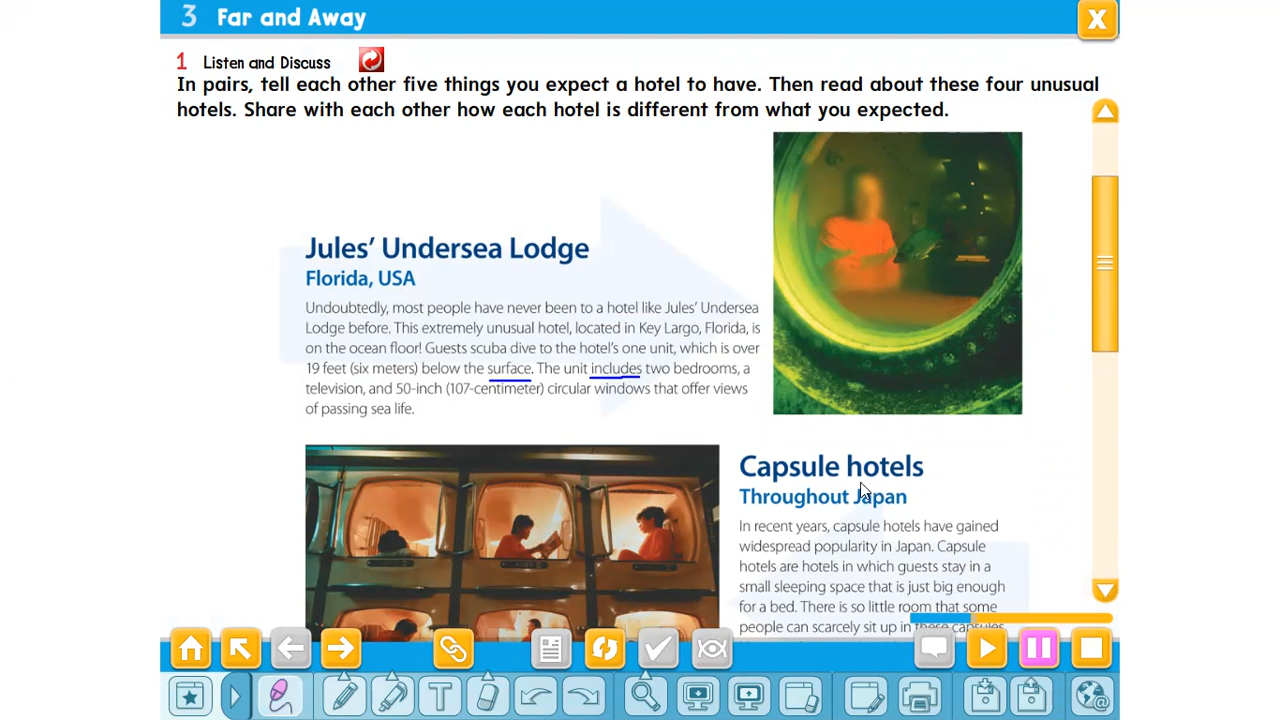 3 Far and Away
X
1 Listen and Discuss
In pairs, tell each other five things you expect a hotel to have. Then read about these four unusual
hotels. Share with each other how each hotel is different from what you expected.
Jules' Undersea Lodge
Florida, USA
Undoubtedly, most people have never been to a hotel like Jules' Undersea
Lodge before. This extremely unusual hotel, located in Key Largo, Florida, is
on the ocean floor! Guests scuba dive to the hotel's one unit, which is over
19 feet (six meters) below the surface. The unit includes two bedrooms, a
television, and 50-inch (107-centimeter) circular windows that offer views
of passing sea life.
Capsule hotels
Throughout Japan
In recent years, capsule hotels have gained
widespread popularity in Japan. Capsule
hotels are hotels in which guests stay in a
small sleeping space that is just big enough
for a bed. There is so little room that some
people can scarcely sit up in these capsules
T